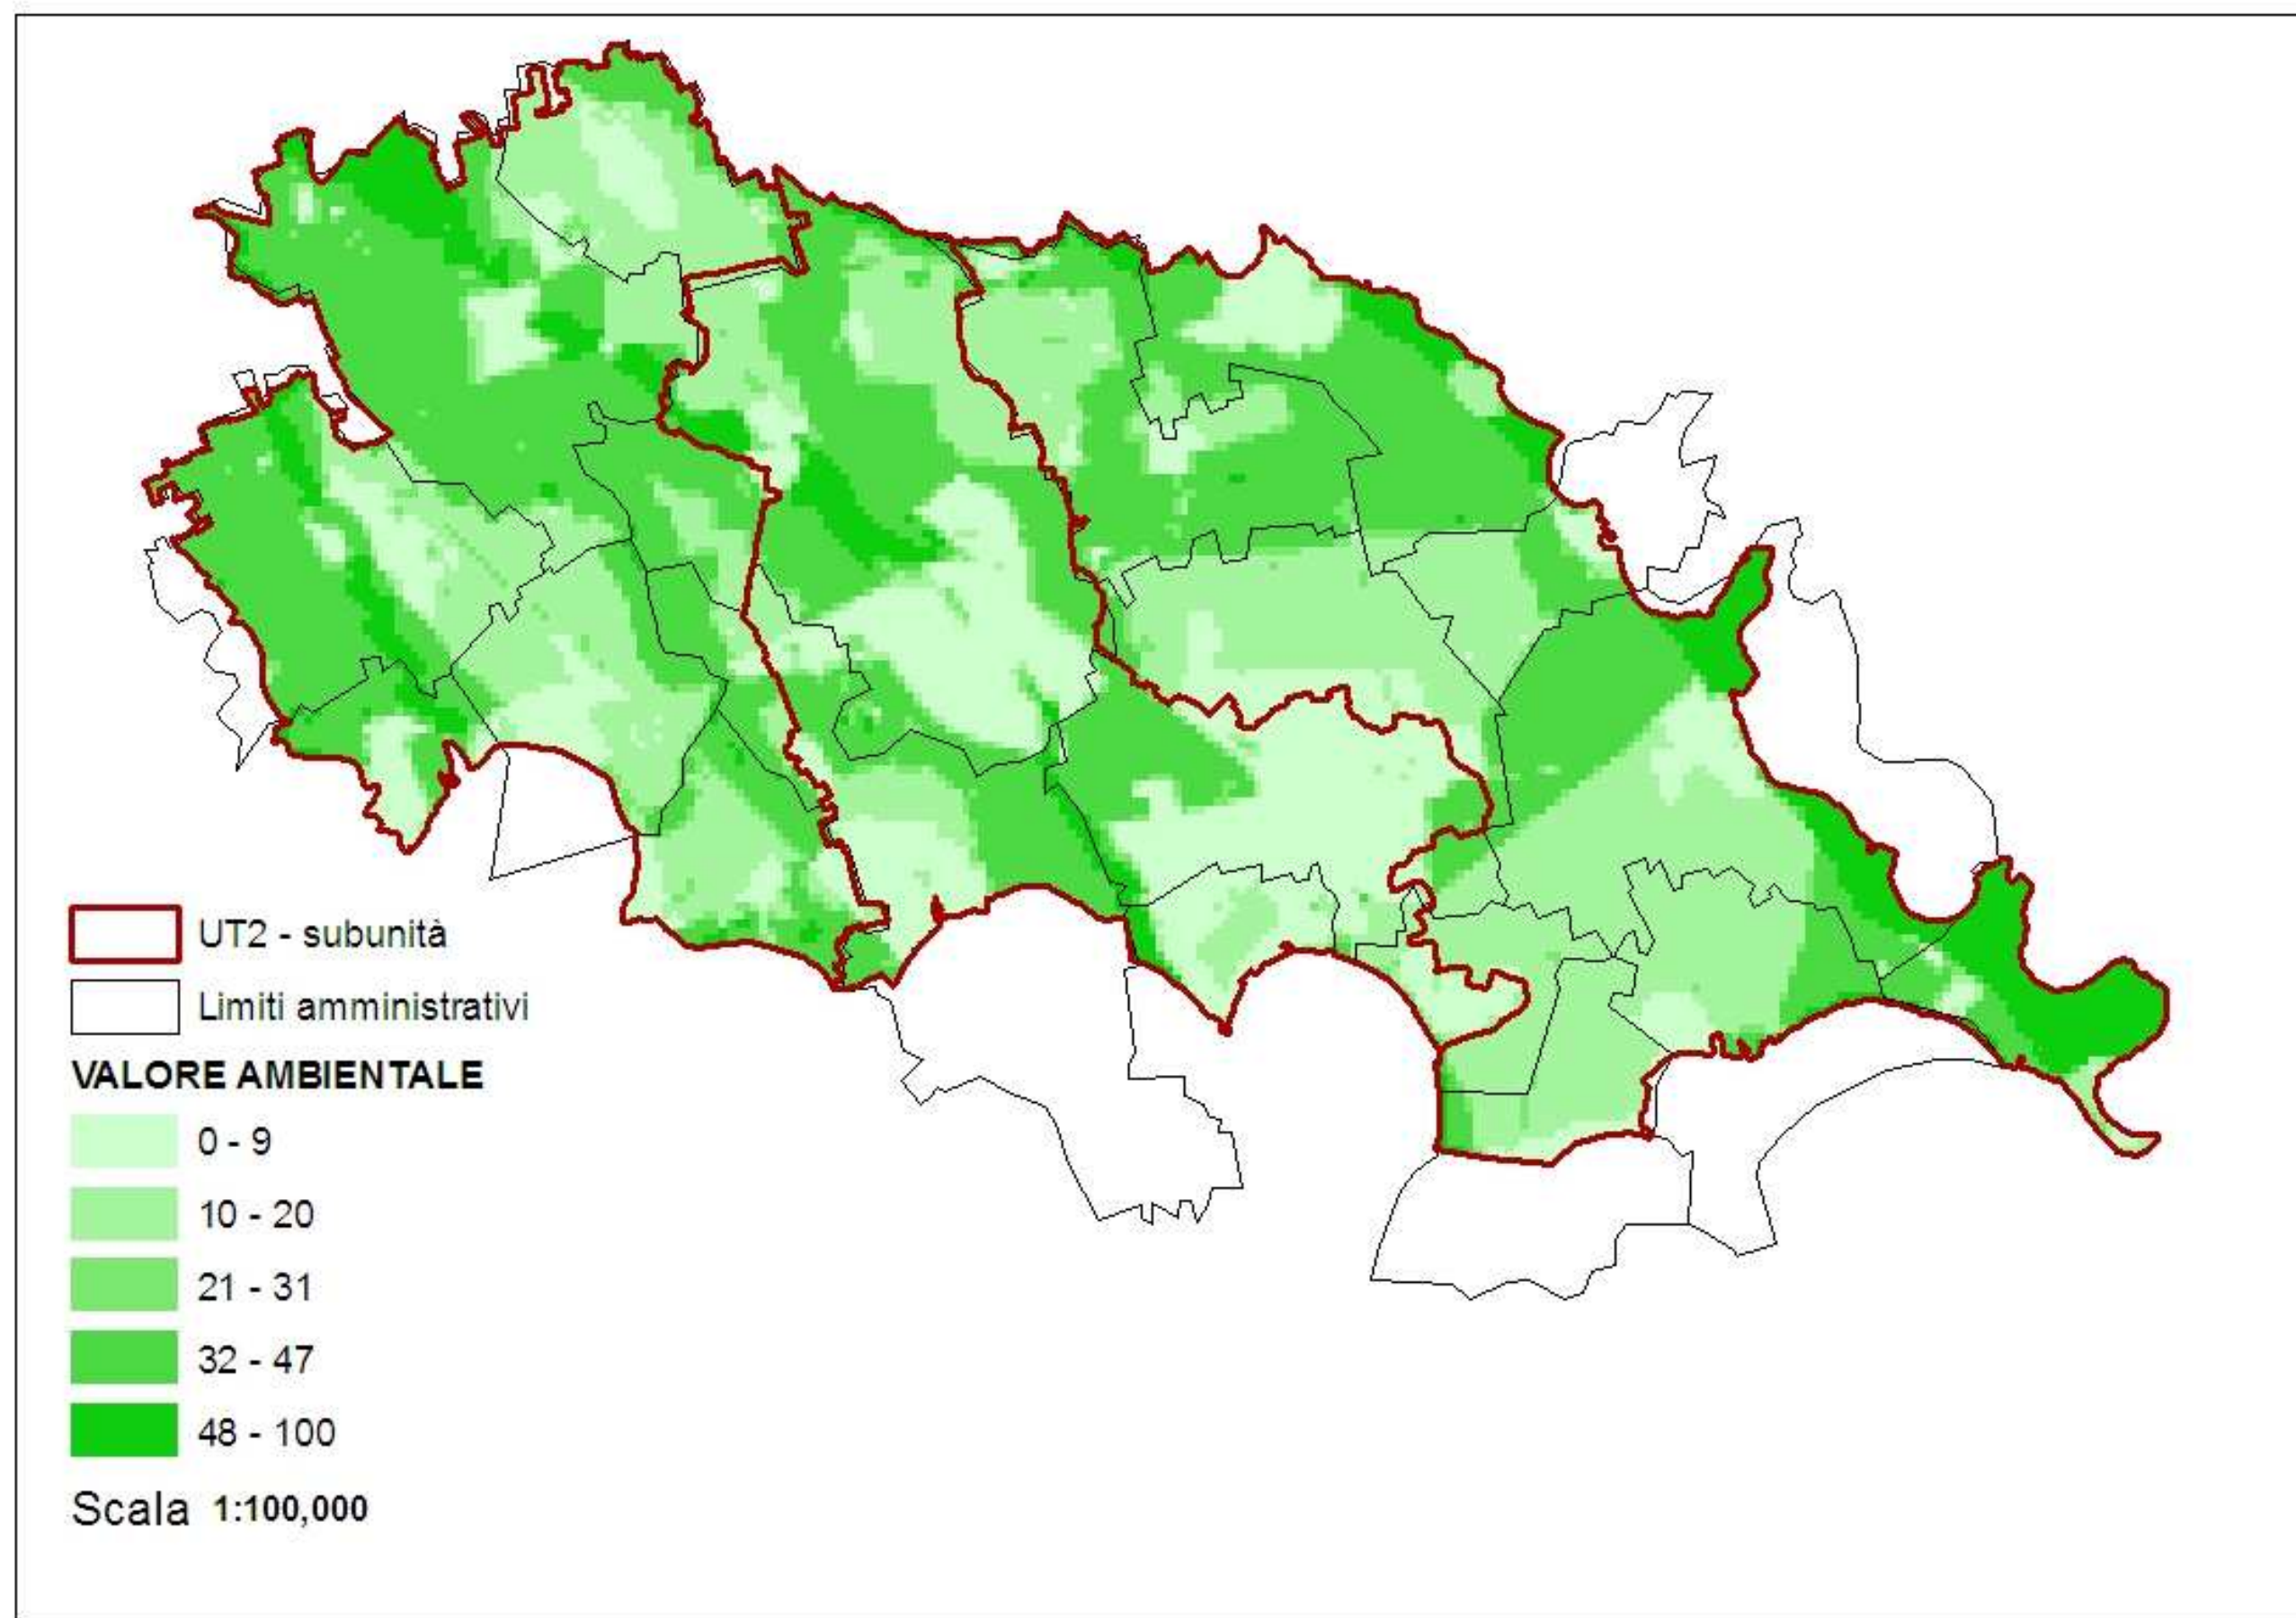 UT2 - subunità
Limiti amministrativi
VALORE AMBIENTALE
0 - 9
10 - 20
21 - 31
32 - 47
48 - 100
Scala 1:100,000